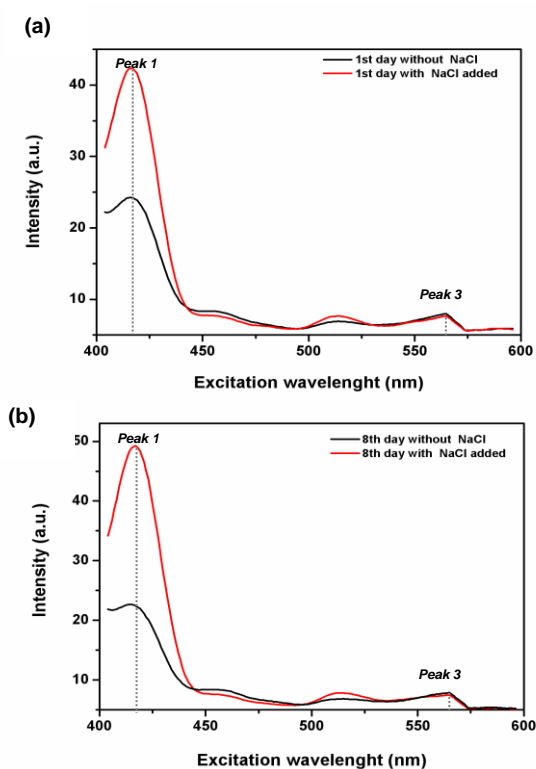 (a)
Peak 1
1st day without NaCl
1st day with NaCl added
40
30
20
10
Peak 3
Intensity (a.u.)
400 450 500 550 600
Excitation wavelenght (nm)
(b)
Peak 1
8th day without NaCl
8th day with NaCl added
50
40
30
20
10
Peak 3
Intensity (a.u.)
400 450 500 550 600
Excitation wavelenght (nm)